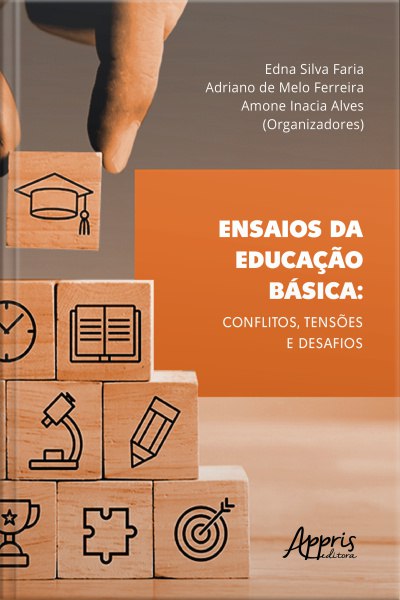 Edna Silva Faria
Adriano de Melo Ferreira
Amone Inacia Alves
(Organizadores)
ENSAIOS DA
EDUCAÇÃO
BÁSICA:
CONFLITOS, TENSÕES
E DESAFIOS
Appris
editora